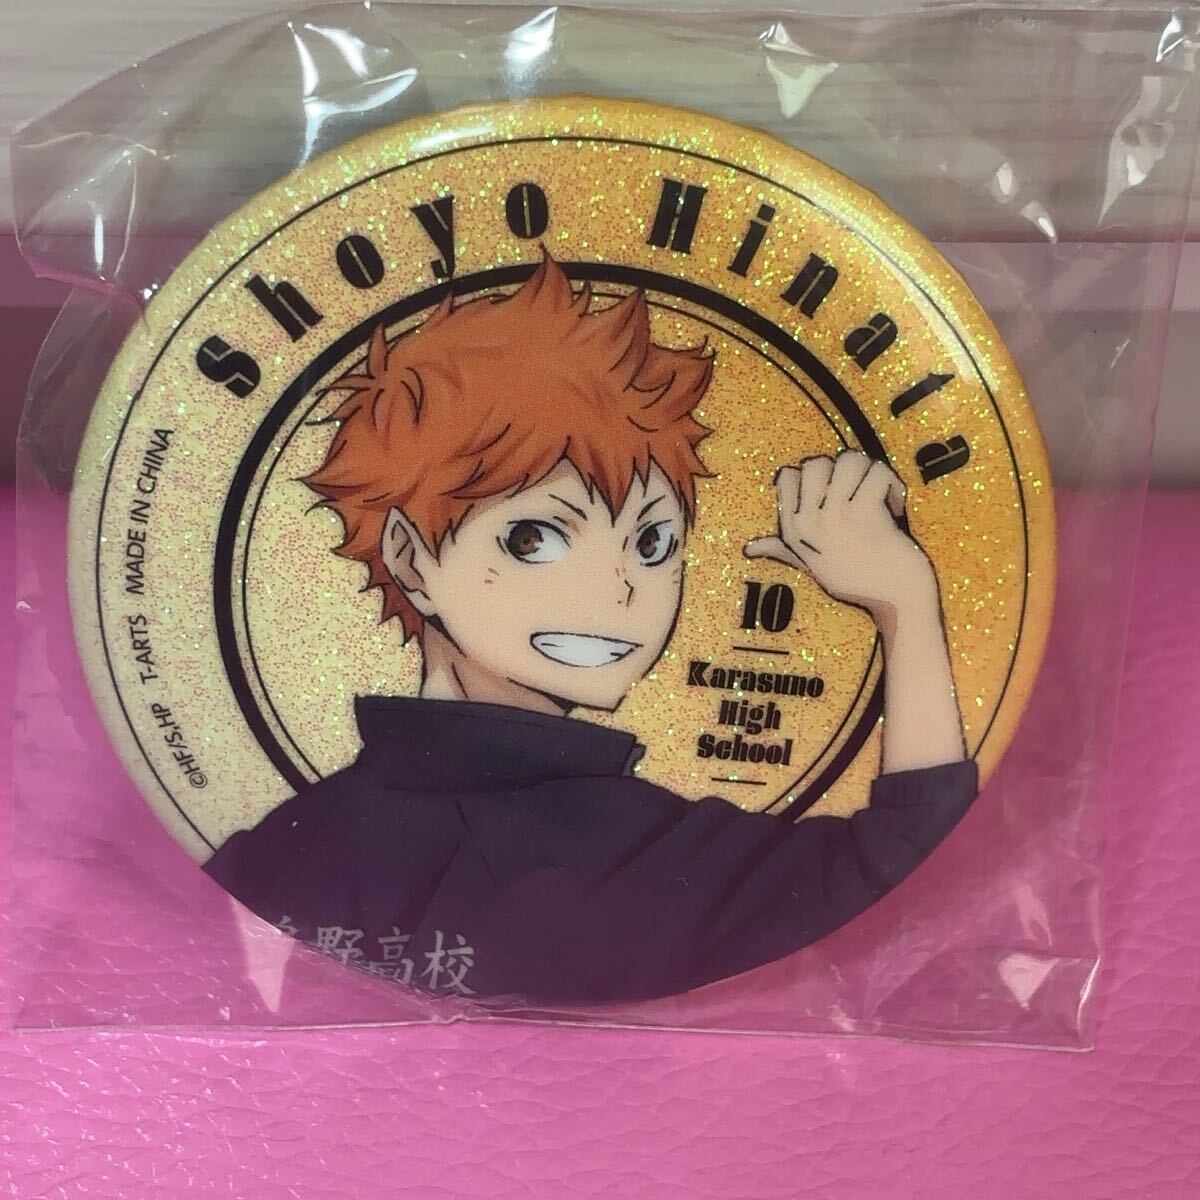 Shoyo Hinata
10
Karasuno
High
School
野高校
©HF/S,HP T-ARTS MADE IN CHINA